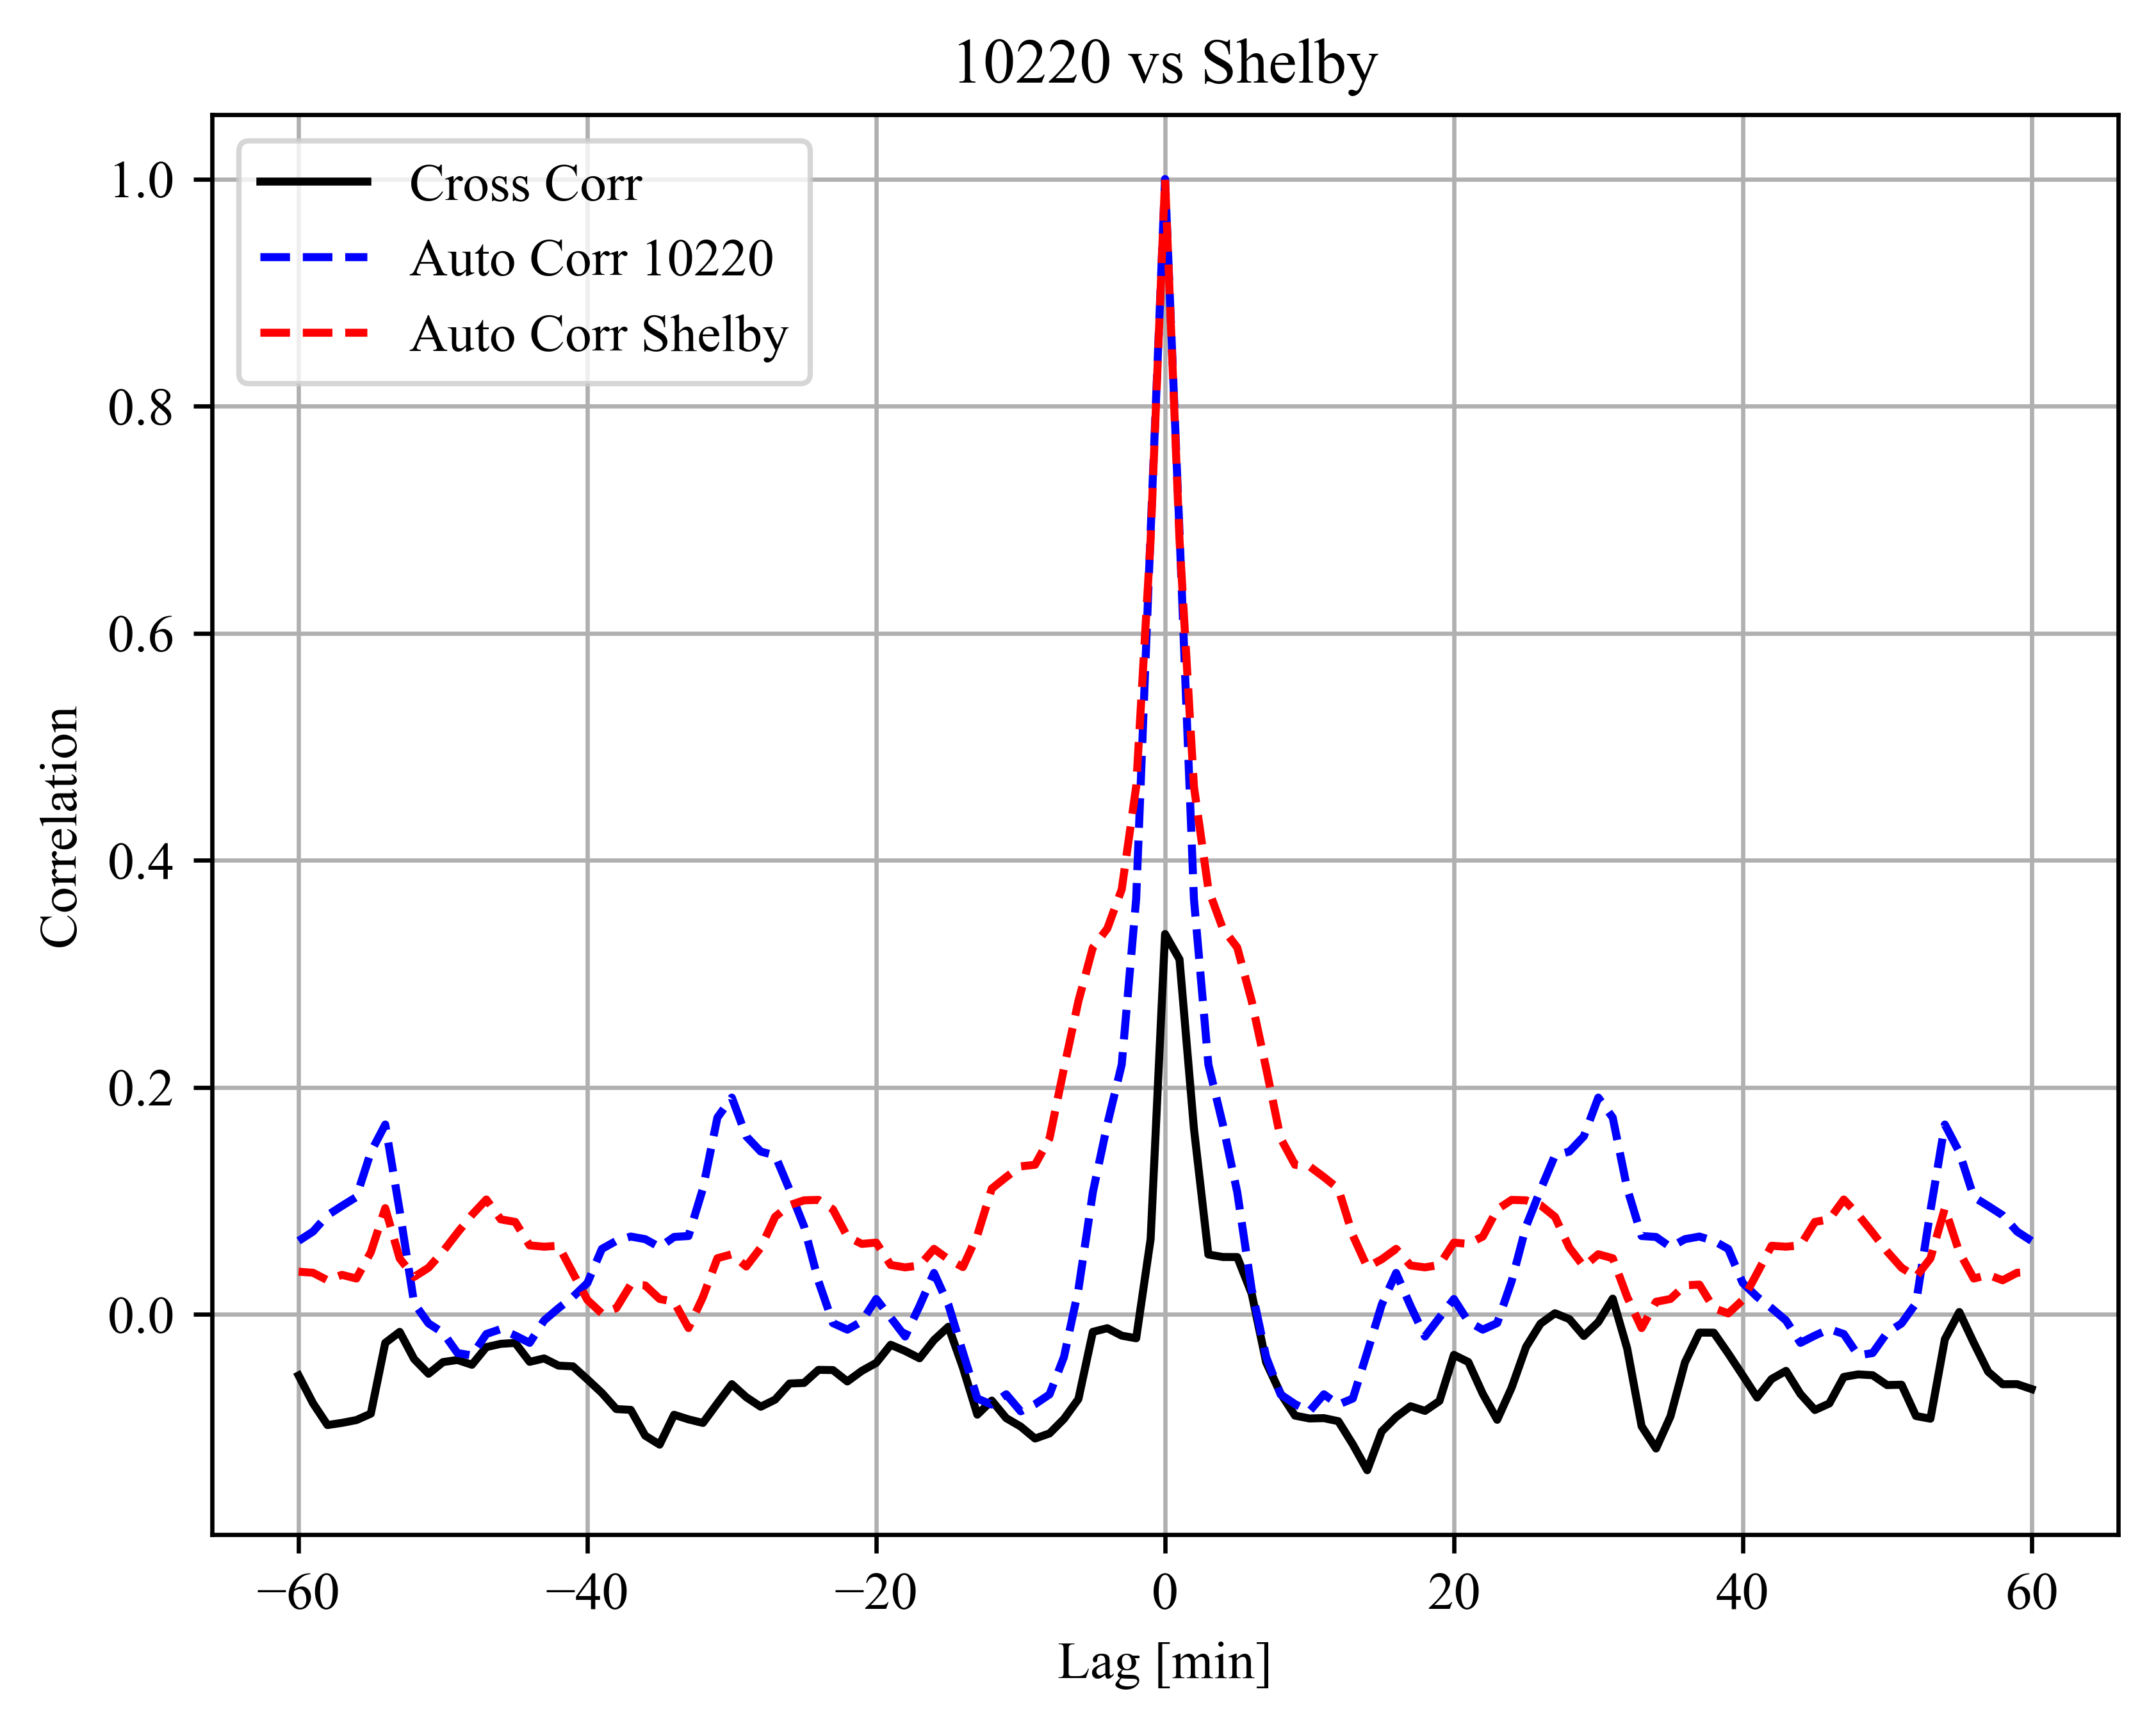 10220 vs Shelby
Cross Corr
Auto Corr 10220
Auto Corr Shelby
1.0
0.8
0.6
0.4
0.2
0.0
Correlation
−60 −40 −20 0 20 40 60
Lag [min]